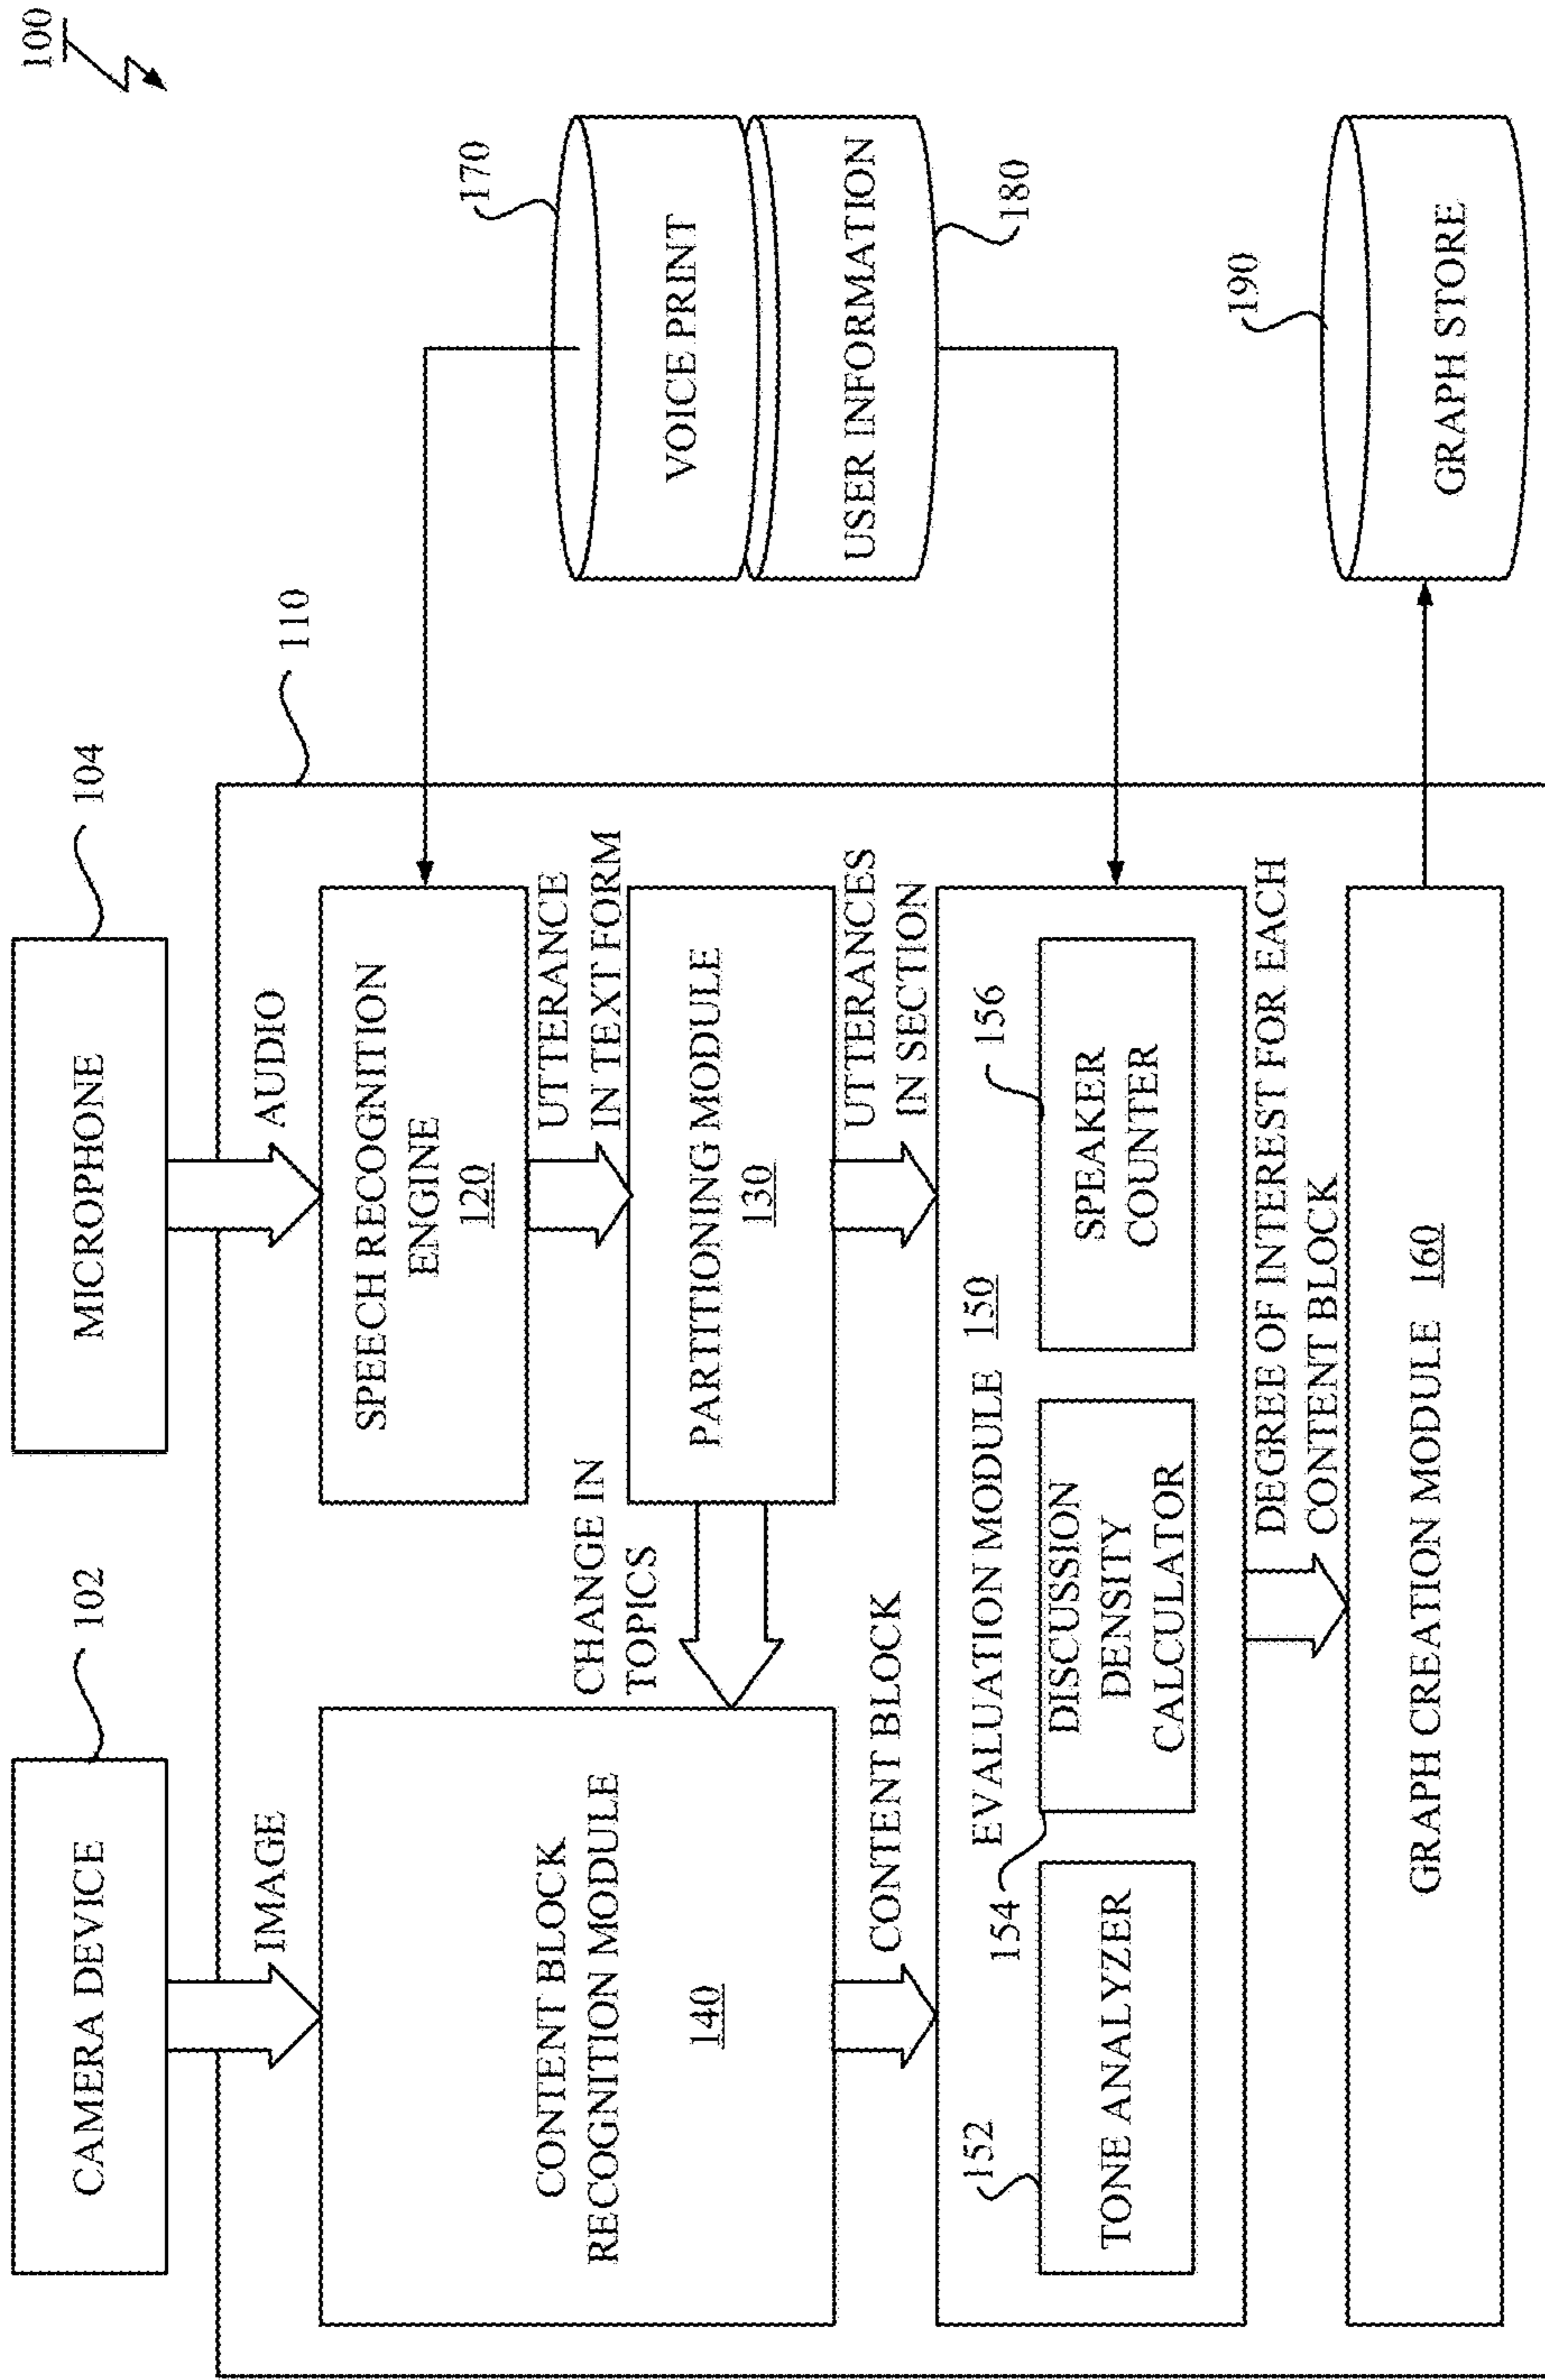 100
CAMERA DEVICE
102
MICROPHONE
104
IMAGE
AUDIO
110
CONTENT BLOCK
RECOGNITION MODULE
140
SPEECH RECOGNITION
ENGINE
120
CHANGE IN
TOPICS
UTTERANCE
IN TEXT FORM
PARTITIONING MODULE
130
170
VOICE PRINT
USER INFORMATION
180
CONTENT BLOCK
UTTERANCES
IN SECTION
EVALUATION MODULE 150
152
TONE ANALYZER
154
DISCUSSION
DENSITY
CALCULATOR
156
SPEAKER
COUNTER
DEGREE OF INTEREST FOR EACH
CONTENT BLOCK
GRAPH CREATION MODULE 160
190
GRAPH STORE